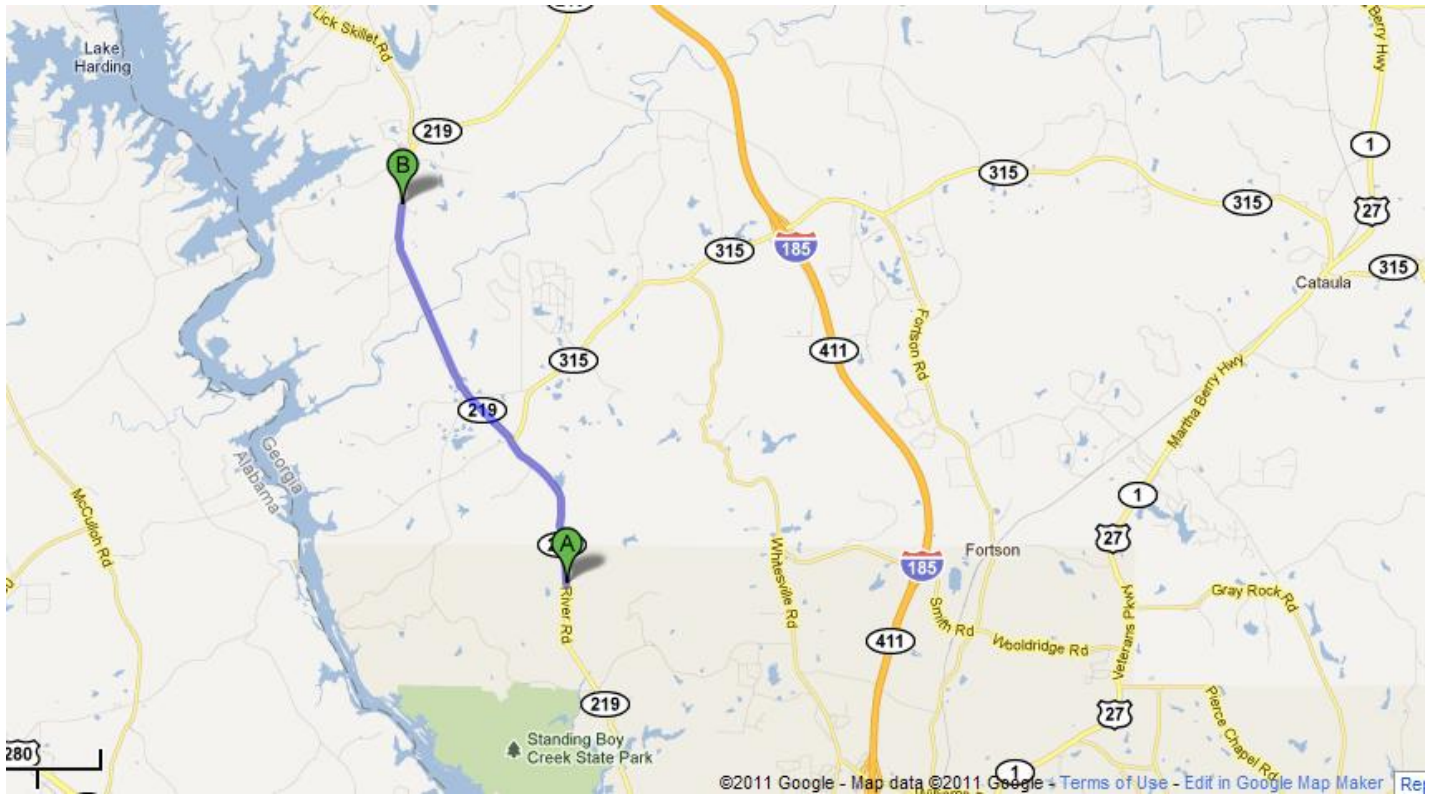 219
Lick Skillet Rd
Lake
Harding
Berry Hwy
219
1
B
315
315
27
315
185
315
Cataula
Fortson Rd
411
315
Martha Berry Hwy
219
Georgia
Alabama
McCulloh Rd
1
27
A
Whitesville Rd
Fortson
185
River Rd
Smith Rd
Gray Rock Rd
Veterans Pkwy
411
Wooldridge Rd
219
27
Pierce Chapel Rd
Standing Boy
Creek State Park
280
1
©2011 Google - Map data ©2011 Google - Terms of Use - Edit in Google Map Maker